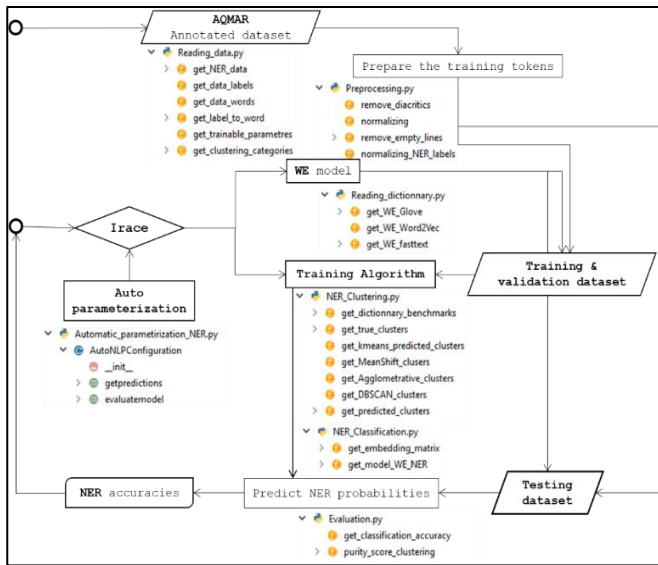 AQMAR
Annotated dataset
Reading_data.py
get_NER_data
get_data_labels
get_data_words
get_label_to_word
get_trainable_parametres
get_clustering_categories
Prepare the training tokens
Preprocessing.py
remove_diacritics
normalizing
remove_empty_lines
normalizing_NER_labels
WE model
Reading_dictionnary.py
get_WE_Glove
get_WE_Word2Vec
get_WE_fasttext
Irace
Training Algorithm
Training &
validation dataset
Auto
parameterization
Automatic_parametirization_NER.py
AutoNLPConfiguration
__init__
getpredictions
evaluatemodel
NER_Clustering.py
get_dictionnary_benchmarks
get_true_clusters
get_kmeans_predicted_clusters
get_MeanShift_clusers
get_Agglometrative_clusters
get_DBSCAN_clusters
get_predicted_clusters
NER_Classification.py
get_embedding_matrix
get_model_WE_NER
NER accuracies
Predict NER probabilities
Testing
dataset
Evaluation.py
get_classification_accuracy
purity_score_clustering